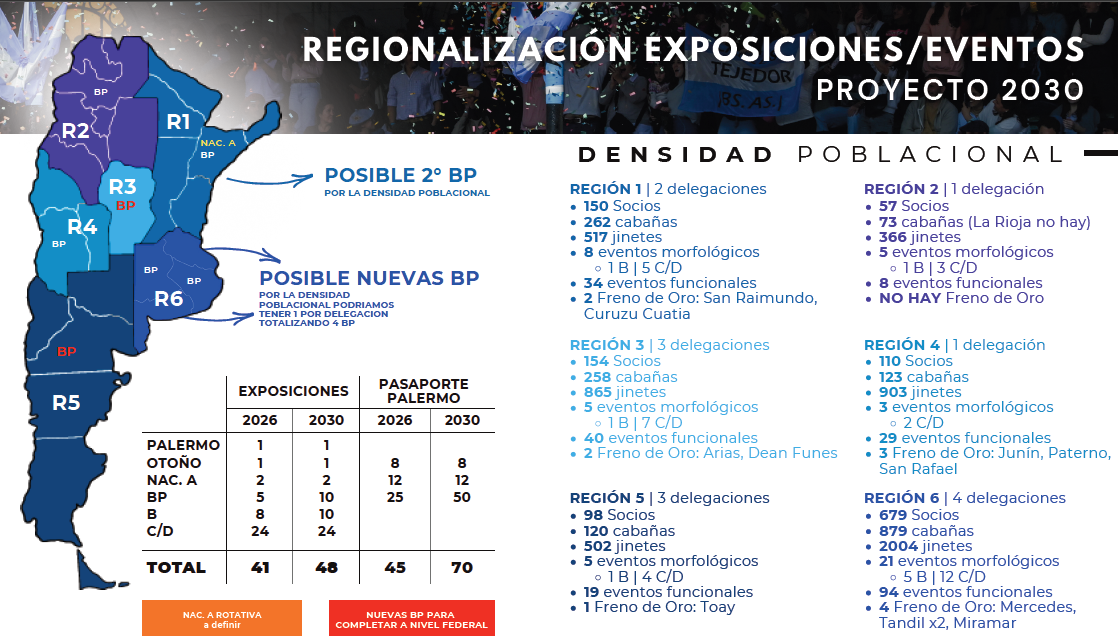 REGIONALIZACIÓN EXPOSICIONES/EVENTOS
PROYECTO 2030
TEJEDOR
(BS. AS.)
BP
R2
R1
NAC. A
BP
R3
BP
R4
BP
BP
BP
R6
BP
R5
POSIBLE 2° BP
POR LA DENSIDAD POBLACIONAL
POSIBLE NUEVAS BP
POR LA DENSIDAD
POBLACIONAL PODRIAMOS
TENER 1 POR DELEGACION
TOTALIZANDO 4 BP
EXPOSICIONES PASAPORTE PALERMO
2026 2030 2026 2030
PALERMO 1 1
OTOÑO 1 1 8 8
NAC. A 2 2 12 12
BP 5 10 25 50
B 8 10
C/D 24 24
TOTAL 41 48 45 70
NAC. A ROTATIVA
a definir
NUEVAS BP PARA
COMPLETAR A NIVEL FEDERAL
DENSIDAD POBLACIONAL
REGIÓN 1 | 2 delegaciones
• 150 Socios
• 262 cabañas
• 517 jinetes
• 8 eventos morfológicos
◦ 1 B | 5 C/D
• 34 eventos funcionales
• 2 Freno de Oro: San Raimundo,
Curuzu Cuatia
REGIÓN 2 | 1 delegación
• 57 Socios
• 73 cabañas (La Rioja no hay)
• 366 jinetes
• 5 eventos morfológicos
◦ 1 B | 3 C/D
• 8 eventos funcionales
• NO HAY Freno de Oro
REGIÓN 3 | 3 delegaciones
• 154 Socios
• 258 cabañas
• 865 jinetes
• 5 eventos morfológicos
◦ 1 B | 7 C/D
• 40 eventos funcionales
• 2 Freno de Oro: Arias, Dean Funes
REGIÓN 4 | 1 delegación
• 110 Socios
• 123 cabañas
• 903 jinetes
• 3 eventos morfológicos
◦ 2 C/D
• 29 eventos funcionales
• 3 Freno de Oro: Junín, Paterno,
San Rafael
REGIÓN 5 | 3 delegaciones
• 98 Socios
• 120 cabañas
• 502 jinetes
• 5 eventos morfológicos
◦ 1 B | 4 C/D
• 19 eventos funcionales
• 1 Freno de Oro: Toay
REGIÓN 6 | 4 delegaciones
• 679 Socios
• 879 cabañas
• 2004 jinetes
• 21 eventos morfológicos
◦ 5 B | 12 C/D
• 94 eventos funcionales
• 4 Freno de Oro: Mercedes,
Tandil x2, Miramar